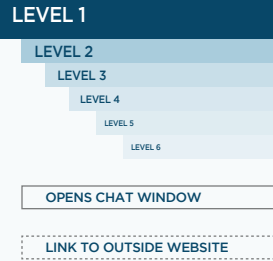 LEVEL 1
LEVEL 2
LEVEL 3
LEVEL 4
LEVEL 5
LEVEL 6
OPENS CHAT WINDOW
LINK TO OUTSIDE WEBSITE